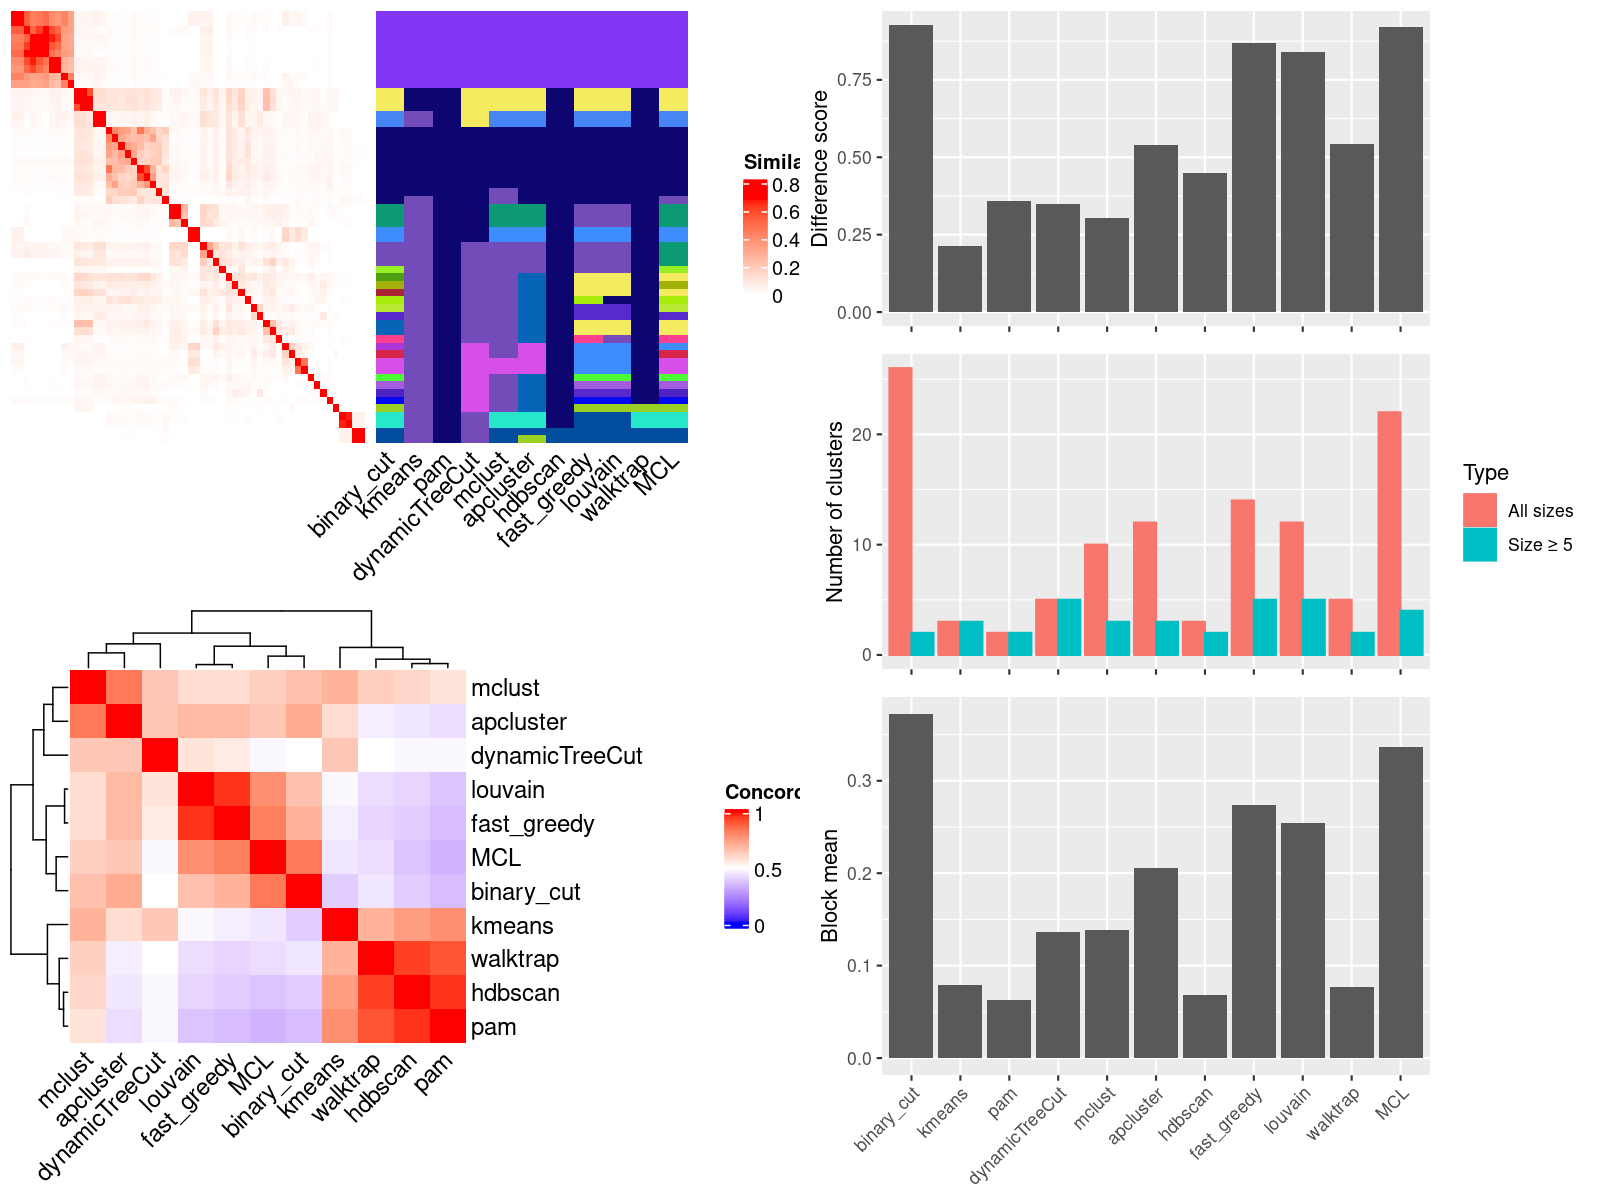 Simila
0.8
0.6
0.4
0.2
0
binary_cut
kmeans
pam
dynamicTreeCut
mclust
apcluster
hdbscan
fast_greedy
louvain
walktrap
MCL
Difference score
0.75
0.50
0.25
0.00
Number of clusters
20
10
0
Type
All sizes
Size ≥ 5
mclust
apcluster
dynamicTreeCut
louvain
fast_greedy
MCL
binary_cut
kmeans
walktrap
hdbscan
pam
mclust
apcluster
dynamicTreeCut
louvain
fast_greedy
MCL
binary_cut
kmeans
walktrap
hdbscan
pam
Concord
1
0.5
0
Block mean
0.3
0.2
0.1
0.0
binary_cut
kmeans
pam
dynamicTreeCut
mclust
apcluster
hdbscan
fast_greedy
louvain
walktrap
MCL